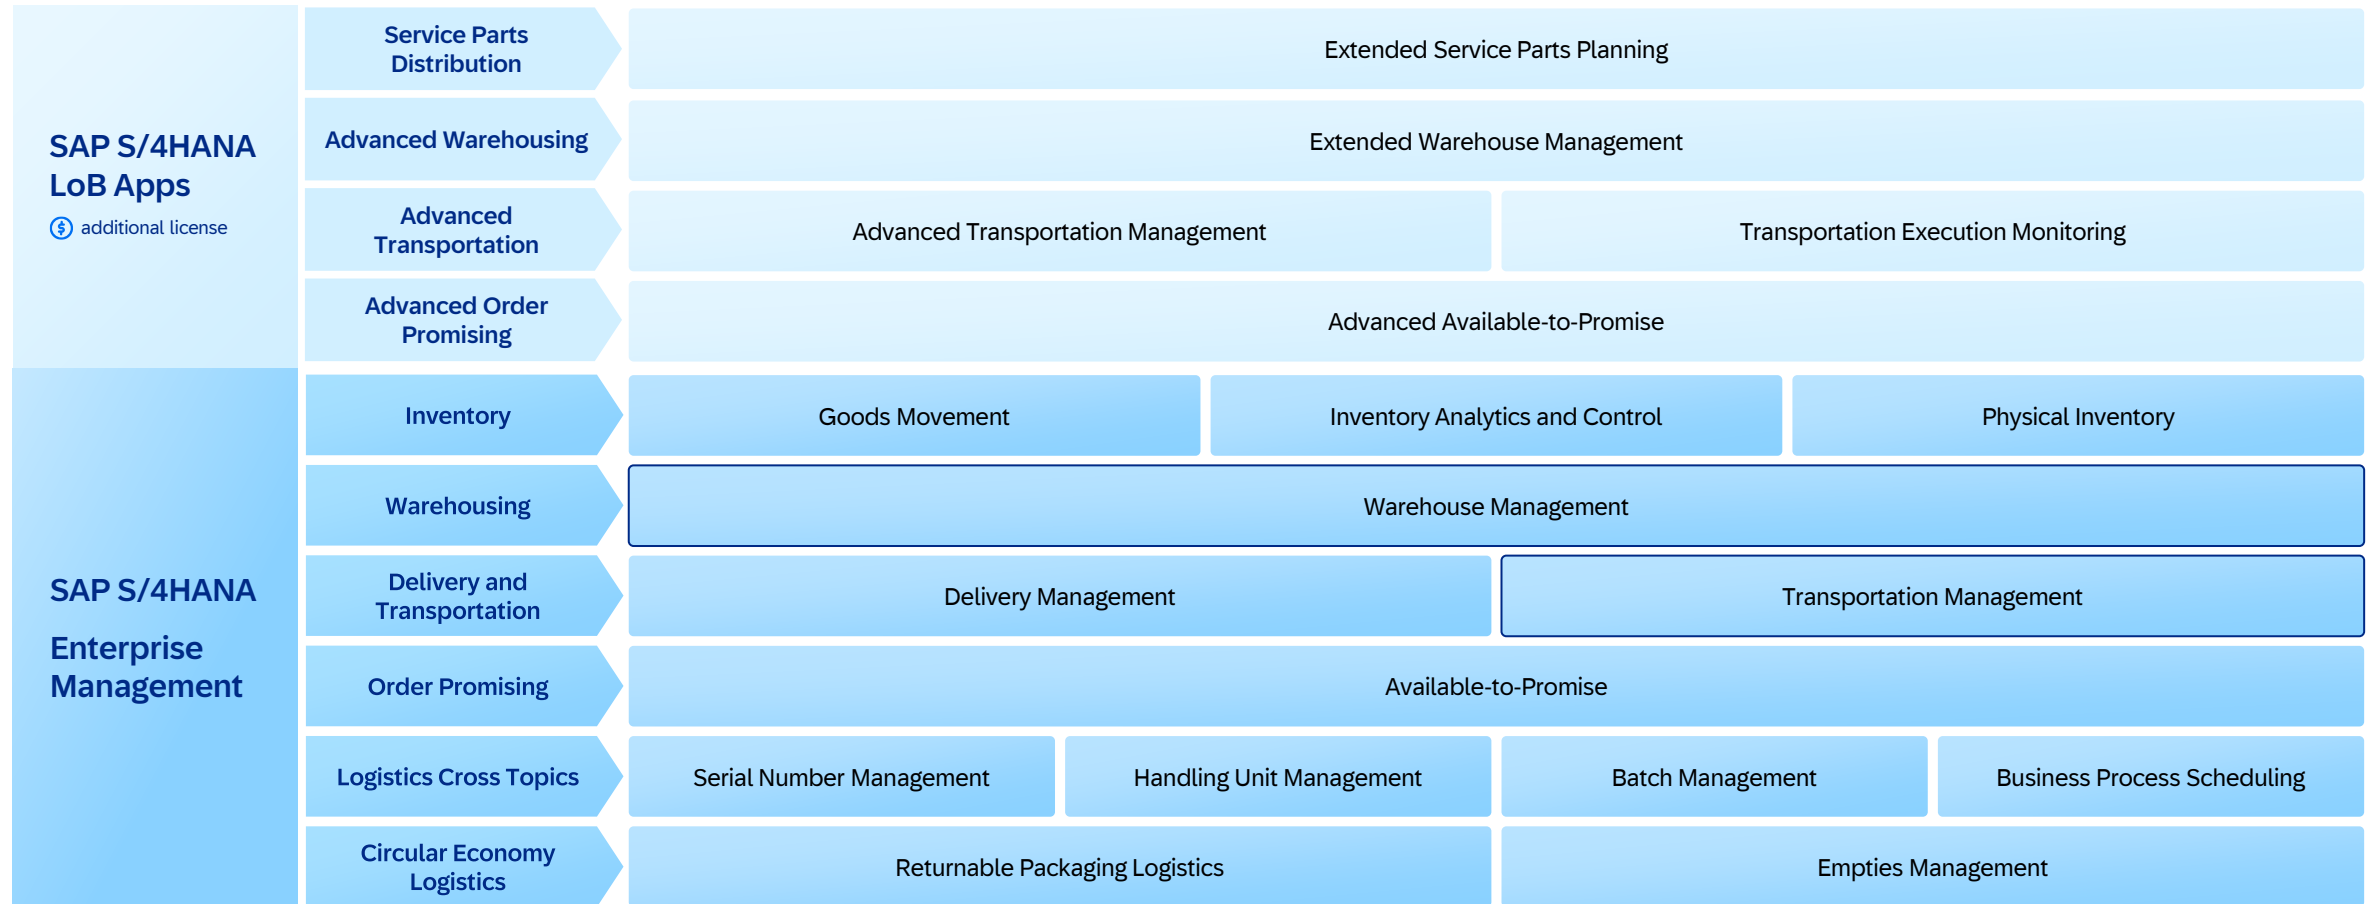 SAP S/4HANA
LoB Apps
additional license
Service Parts
Distribution
Extended Service Parts Planning
Advanced Warehousing
Extended Warehouse Management
Advanced
Transportation
Advanced Transportation Management
Transportation Execution Monitoring
Advanced Order
Promising
Advanced Available-to-Promise
SAP S/4HANA
Enterprise
Management
Inventory
Goods Movement
Inventory Analytics and Control
Physical Inventory
Warehousing
Warehouse Management
Delivery and
Transportation
Delivery Management
Transportation Management
Order Promising
Available-to-Promise
Logistics Cross Topics
Serial Number Management
Handling Unit Management
Batch Management
Business Process Scheduling
Circular Economy
Logistics
Returnable Packaging Logistics
Empties Management